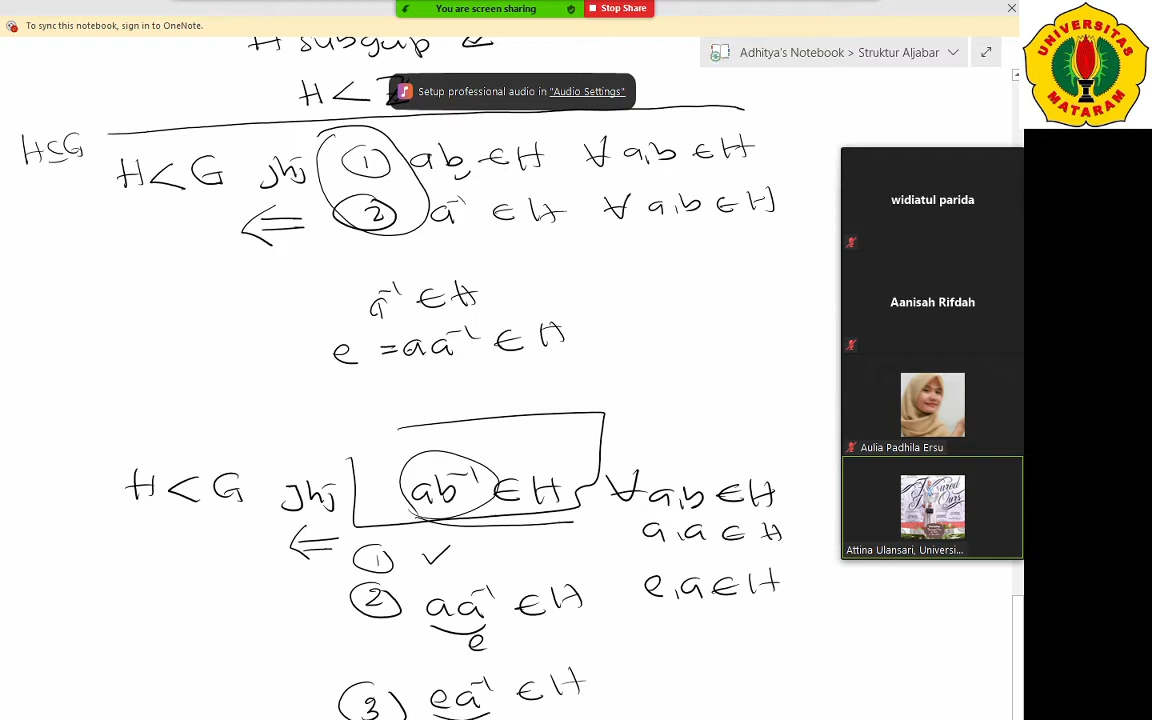 You are screen sharing Stop Share
To sync this notebook, sign in to OneNote.
UNIVERSITAS MATARAM
H subgup
Adhitya's Notebook > Struktur Aljabar
H <
Setup professional audio in "Audio Settings"
H ⊆ G
H < G jhj ① ab ∈ H ∀ a,b ∈ H
⇐ ② a⁻¹ ∈ H ∀ a,b ∈ H
a⁻¹ ∈ H
e = aa⁻¹ ∈ H
H < G jhj ab⁻¹ ∈ H ∀ a,b ∈ H
a,a ∈ H
⇐ ① ✓
② aa⁻¹ ∈ H e,a ∈ H
e
③ ea⁻¹ ∈ H
widiatul parida
Aanisah Rifdah
Aulia Padhila Ersu
Attina Ulansari, Universi...